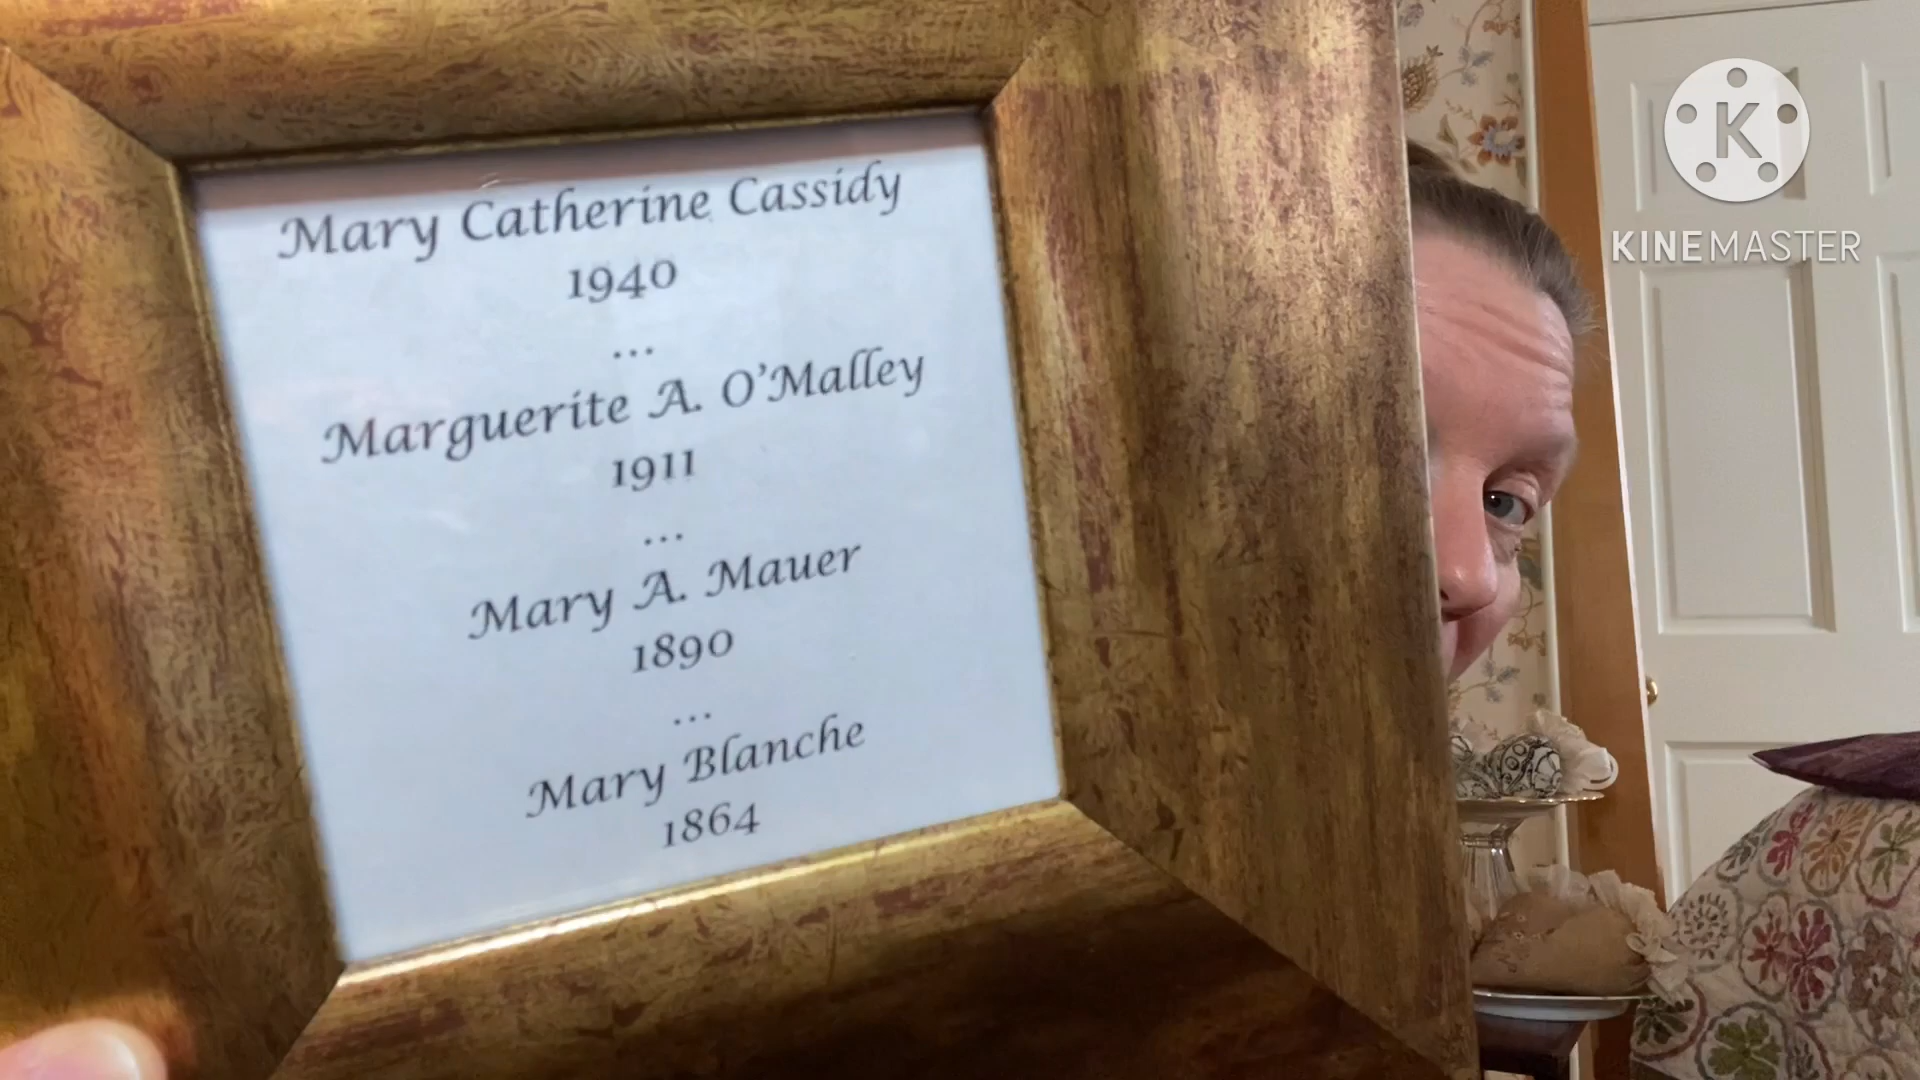 Mary Catherine Cassidy
1940
...
Marguerite A. O'Malley
1911
...
Mary A. Mauer
1890
...
Mary Blanche
1864
K
KINEMASTER